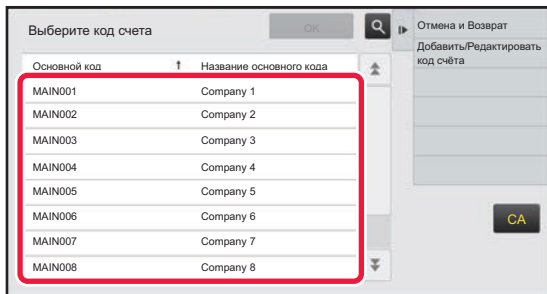 Выберите код счета
OK
Отмена и Возврат
Добавить/Редактировать
код счёта
Основной код ↑ Название основного кода
MAIN001 Company 1
MAIN002 Company 2
MAIN003 Company 3
MAIN004 Company 4
MAIN005 Company 5
MAIN006 Company 6
MAIN007 Company 7
MAIN008 Company 8
CA